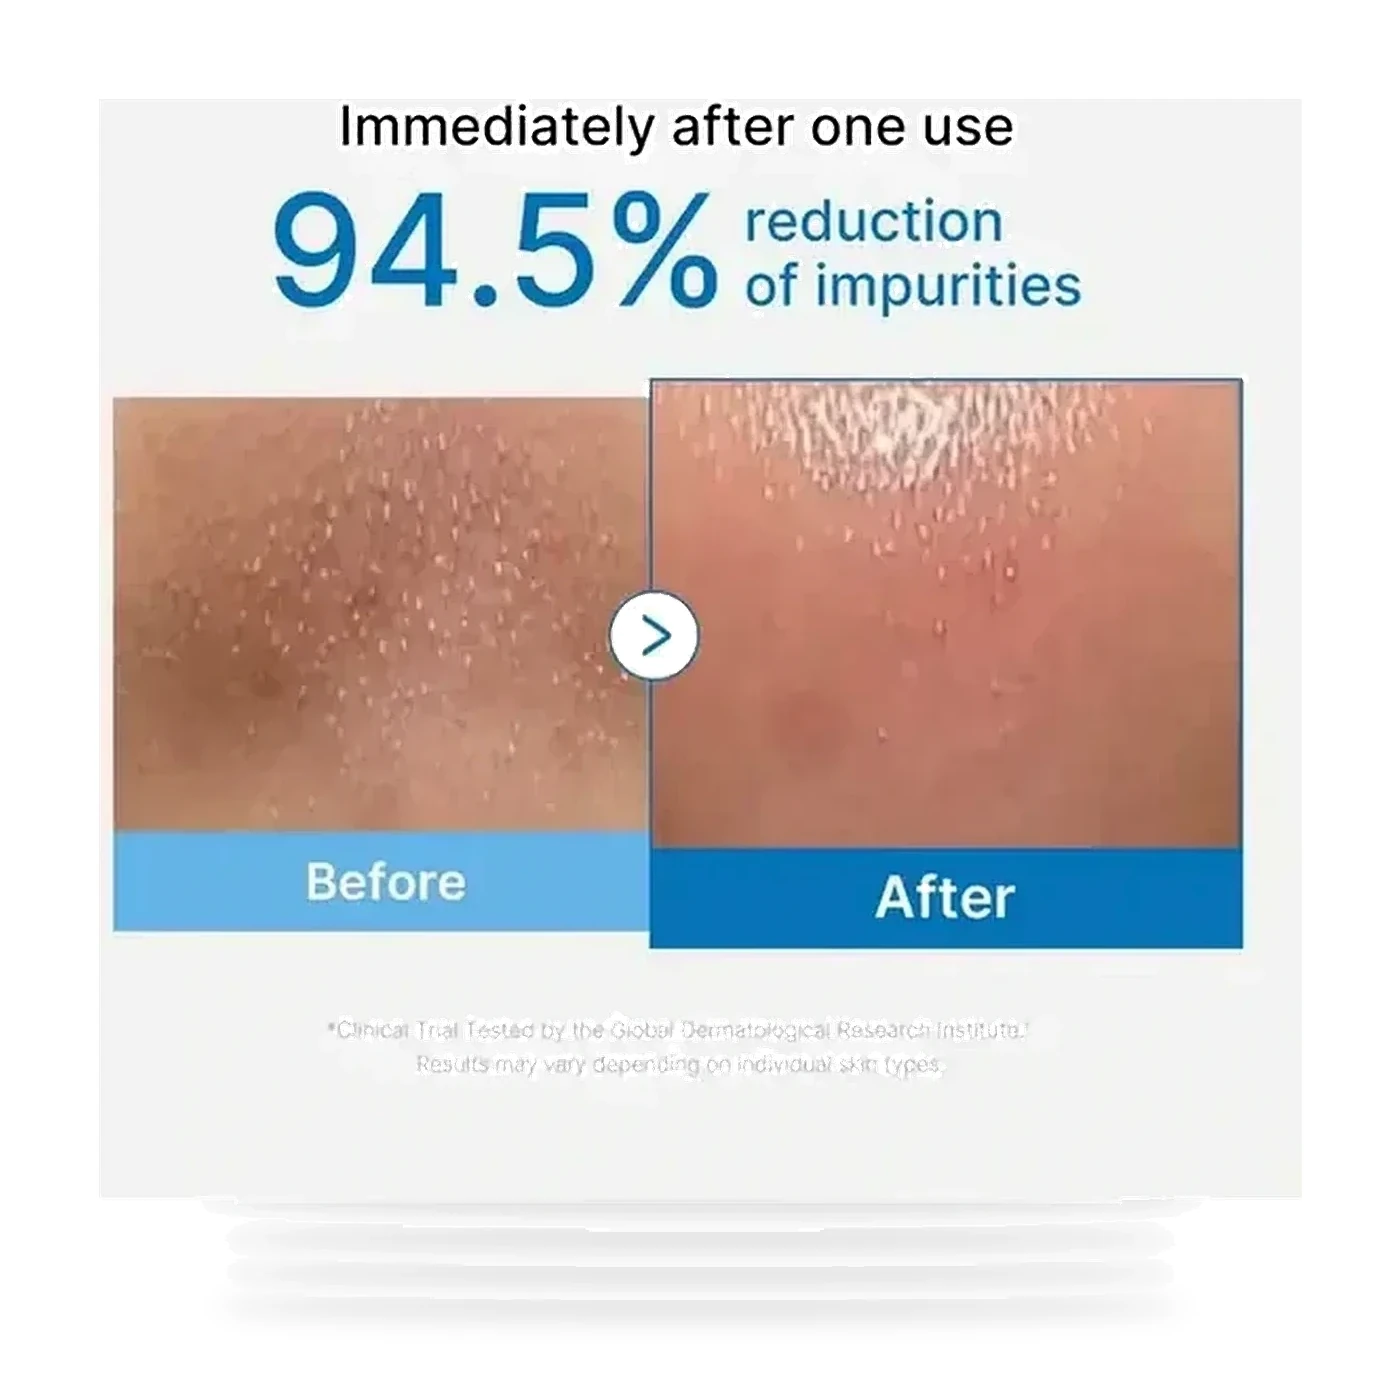 Immediately after one use
94.5% reduction
of impurities
Before
After
*Clinical Trial Tested by the Global Dermatological Research Institute.*
Results may vary depending on individual skin types.